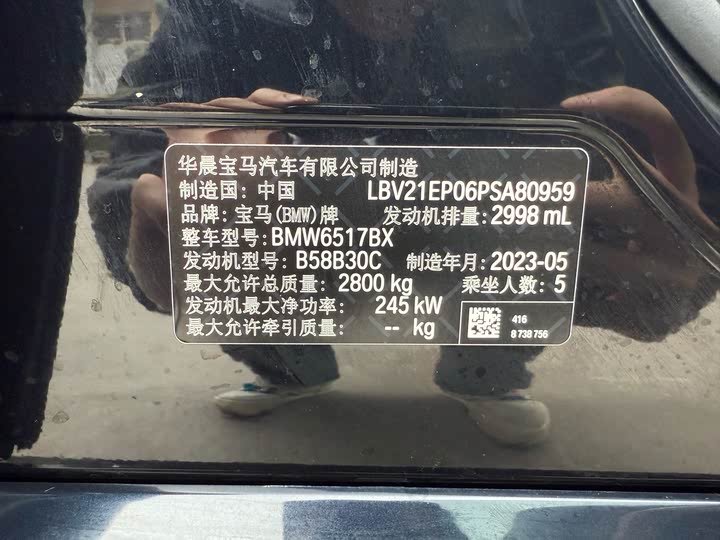 华晨宝马汽车有限公司制造
制造国: 中国 LBV21EP06PSA80959
品牌: 宝马(BMW)牌 发动机排量: 2998 mL
整车型号: BMW6517BX
发动机型号: B58B30C 制造年月: 2023-05
最大允许总质量: 2800 kg 乘坐人数: 5
发动机最大净功率: 245 kW
最大允许牵引质量: -- kg
416
8 739 756